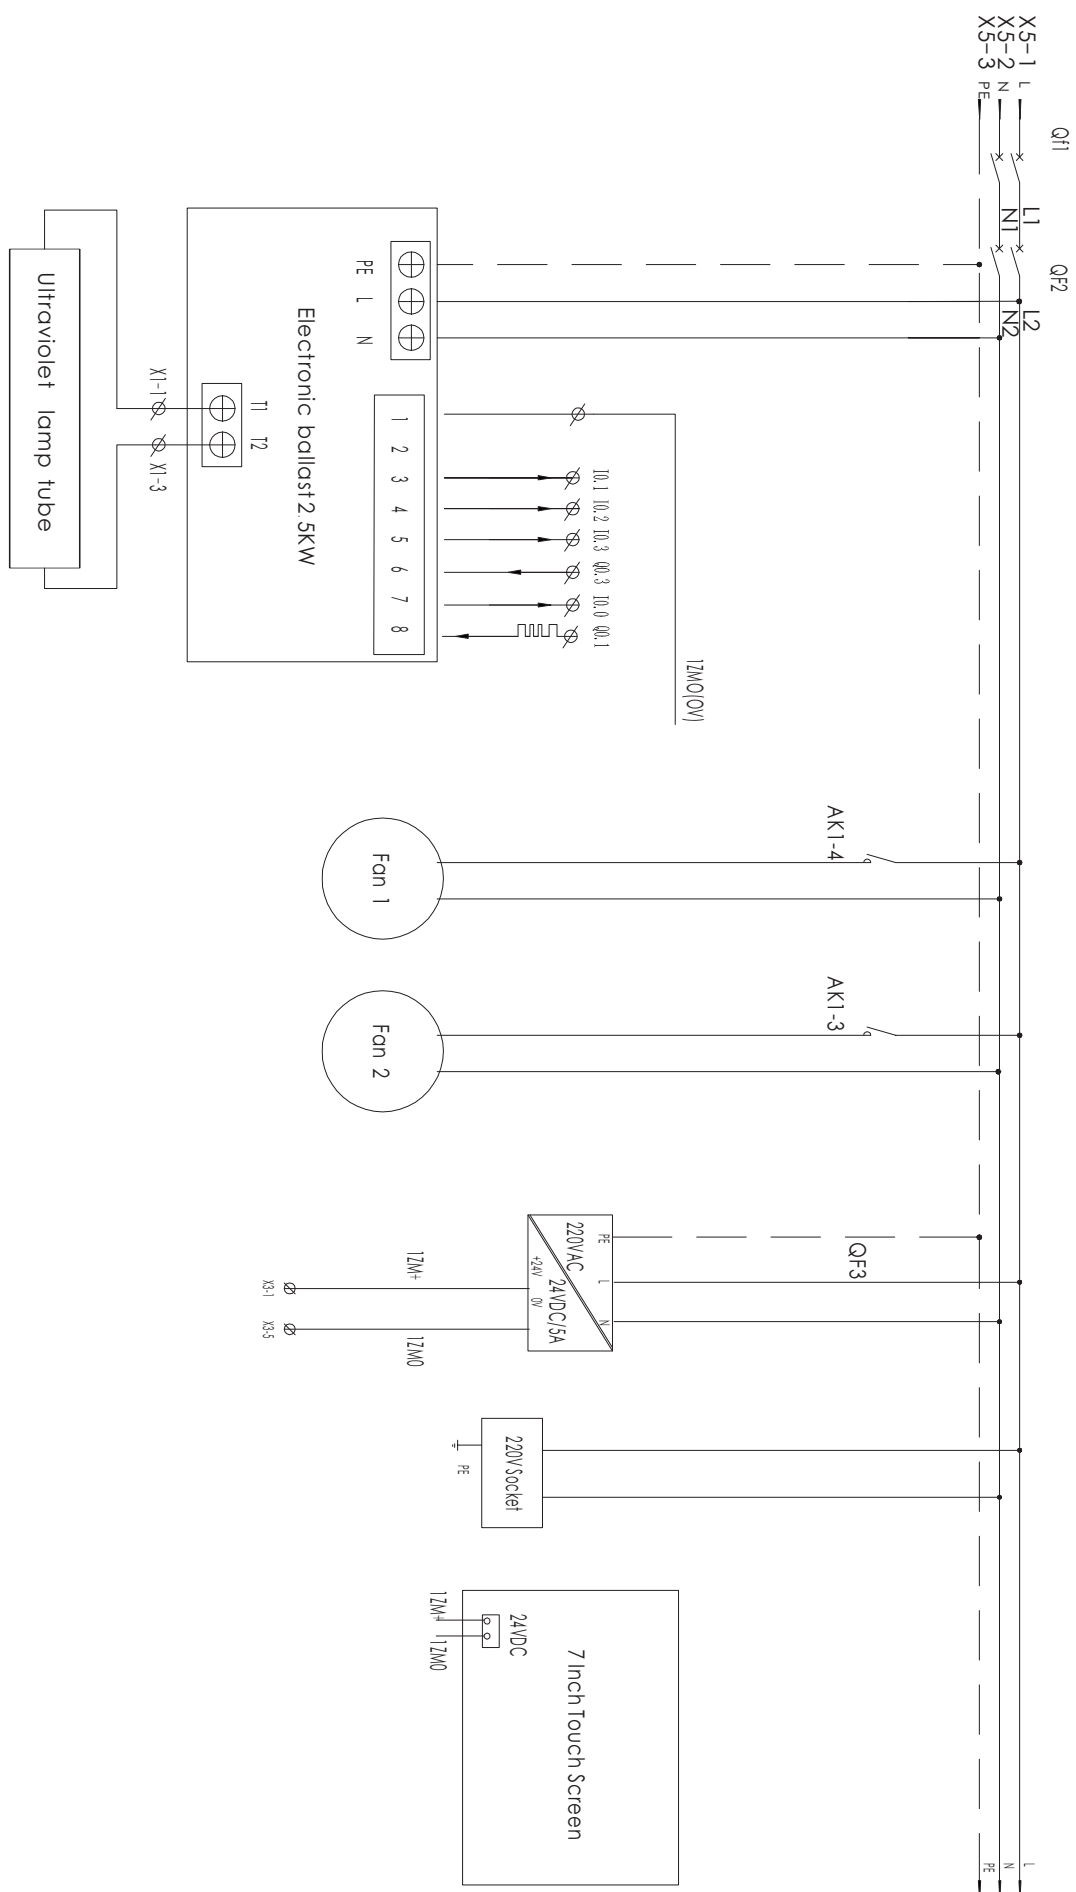 X5-1 L
X5-2 N
X5-3 PE
Qf1
L1
N1
QF2
L2
N2
PE
L
N
Electronic ballast2.5KW
1 2 3 4 5 6 7 8
I0.1 I0.2 I0.3 Q0.3 I0.0 Q0.1
1ZM0(0V)
T1
T2
X1-1
X1-3
Ultraviolet lamp tube
AK1-4
Fan 1
AK1-3
Fan 2
QF3
PE L N
220VAC
24VDC/5A
+24V 0V
1ZM+
1ZM0
X3-1
X3-5
220V Socket
PE
7 Inch Touch Screen
24VDC
1ZM+
1ZM0
L
N
PE